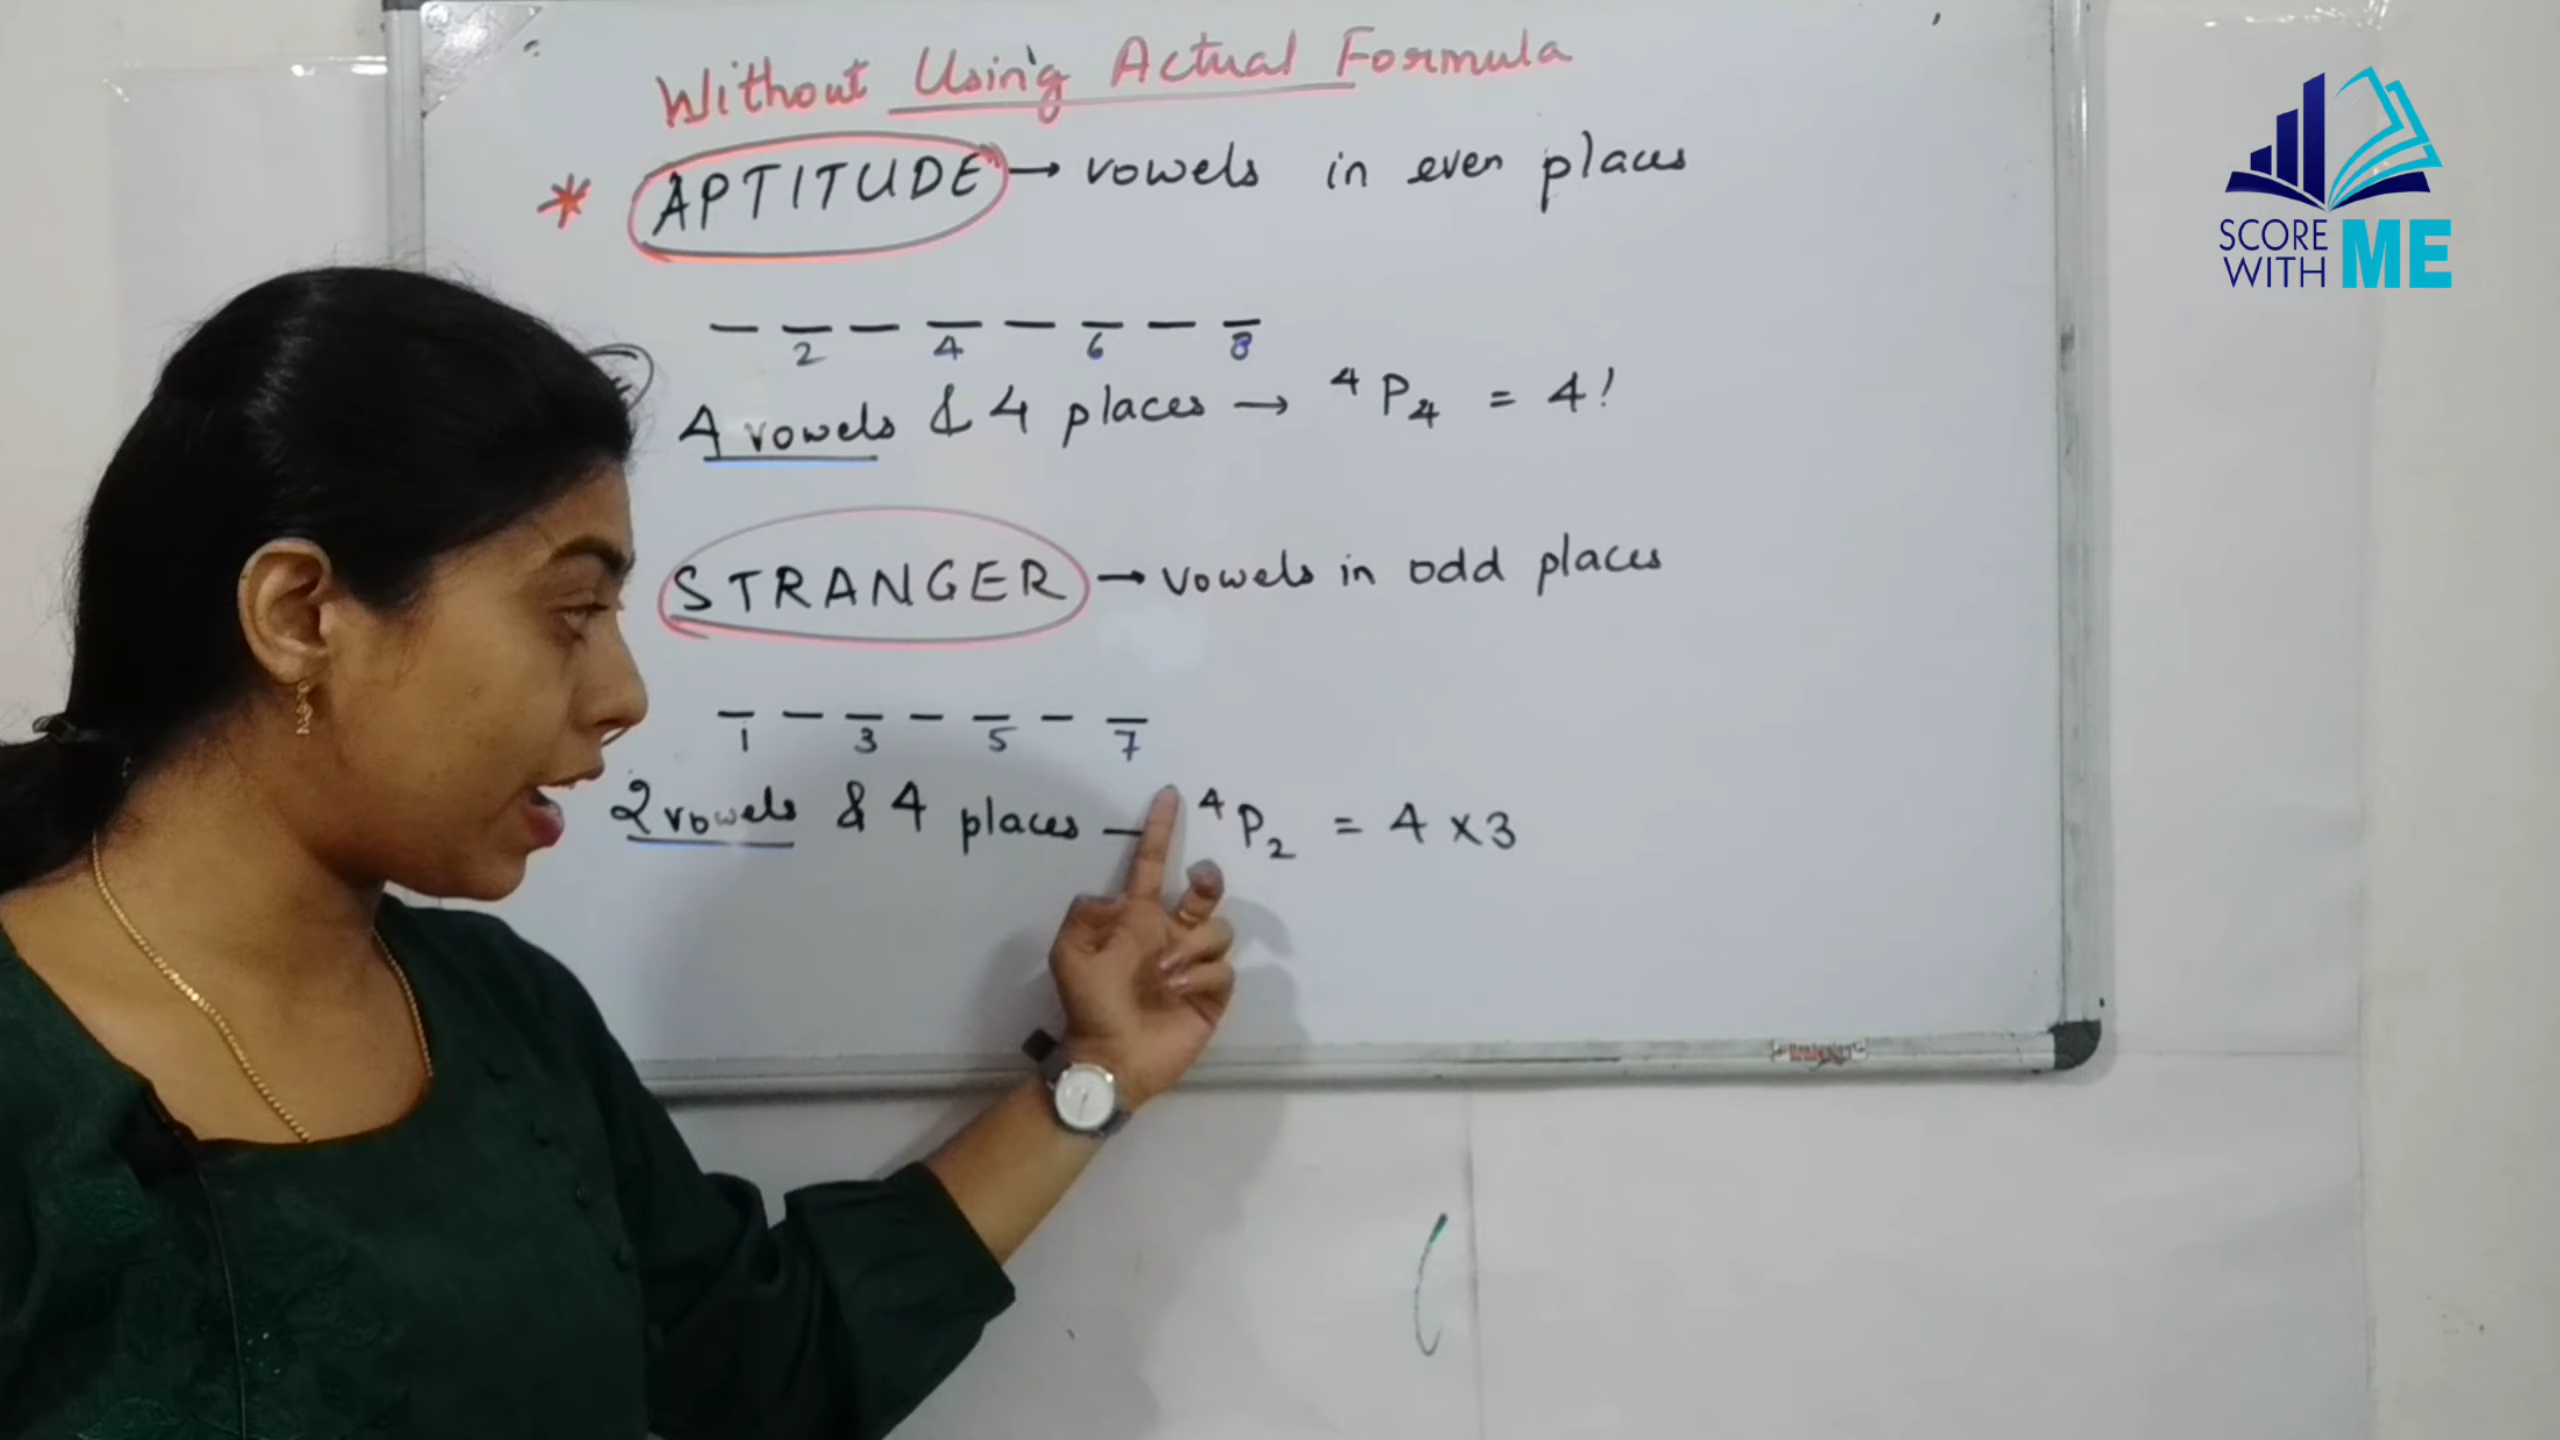 Without Using Actual Formula
* APTITUDE → vowels in even places
2 4 6 8
4 vowels & 4 places → ⁴P₄ = 4!
STRANGER → vowels in odd places
1 3 5 7
2 vowels & 4 places → ⁴P₂ = 4 × 3
SCORE
WITH ME